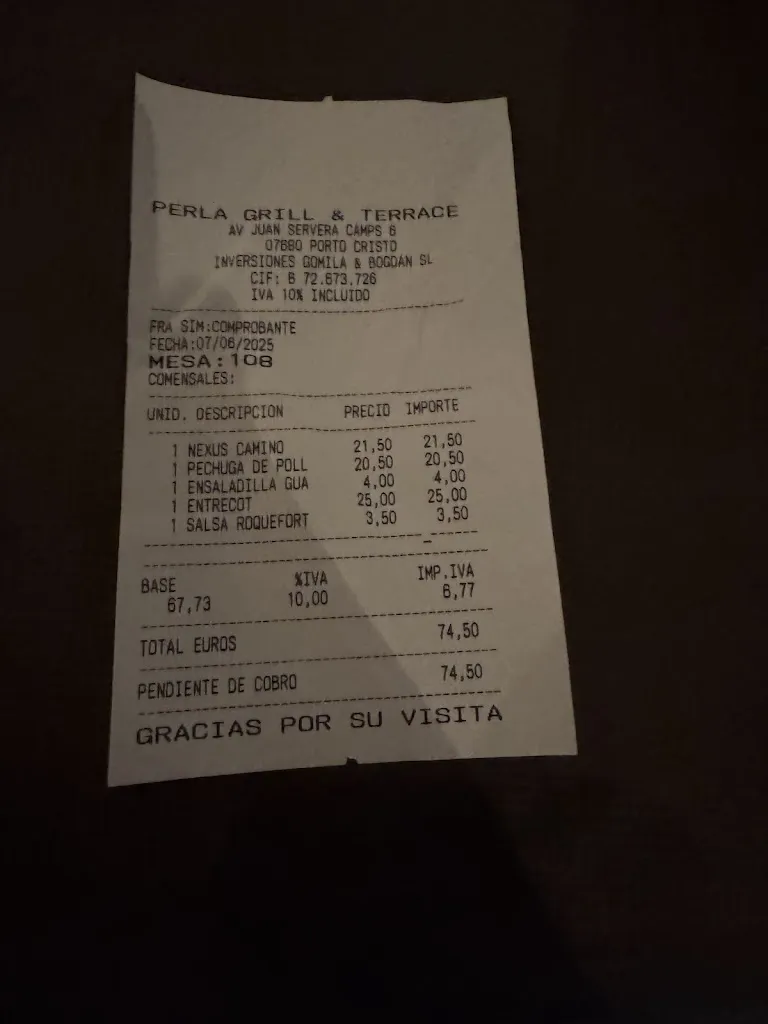 PERLA GRILL & TERRACE
AV JUAN SERVERA CAMPS 6
07680 PORTO CRISTO
INVERSIONES GOMILA & BOGDAN SL
CIF: B 72.673.726
IVA 10% INCLUIDO
FRA SIM:COMPROBANTE
FECHA:07/06/2025
MESA:108
COMENSALES:
UNID. DESCRIPCION PRECIO IMPORTE
1 NEXUS CAMINO 21,50 21,50
1 PECHUGA DE POLL 20,50 20,50
1 ENSALADILLA GUA 4,00 4,00
1 ENTRECOT 25,00 25,00
1 SALSA ROQUEFORT 3,50 3,50
BASE %IVA IMP.IVA
67,73 10,00 6,77
TOTAL EUROS 74,50
PENDIENTE DE COBRO 74,50
GRACIAS POR SU VISITA